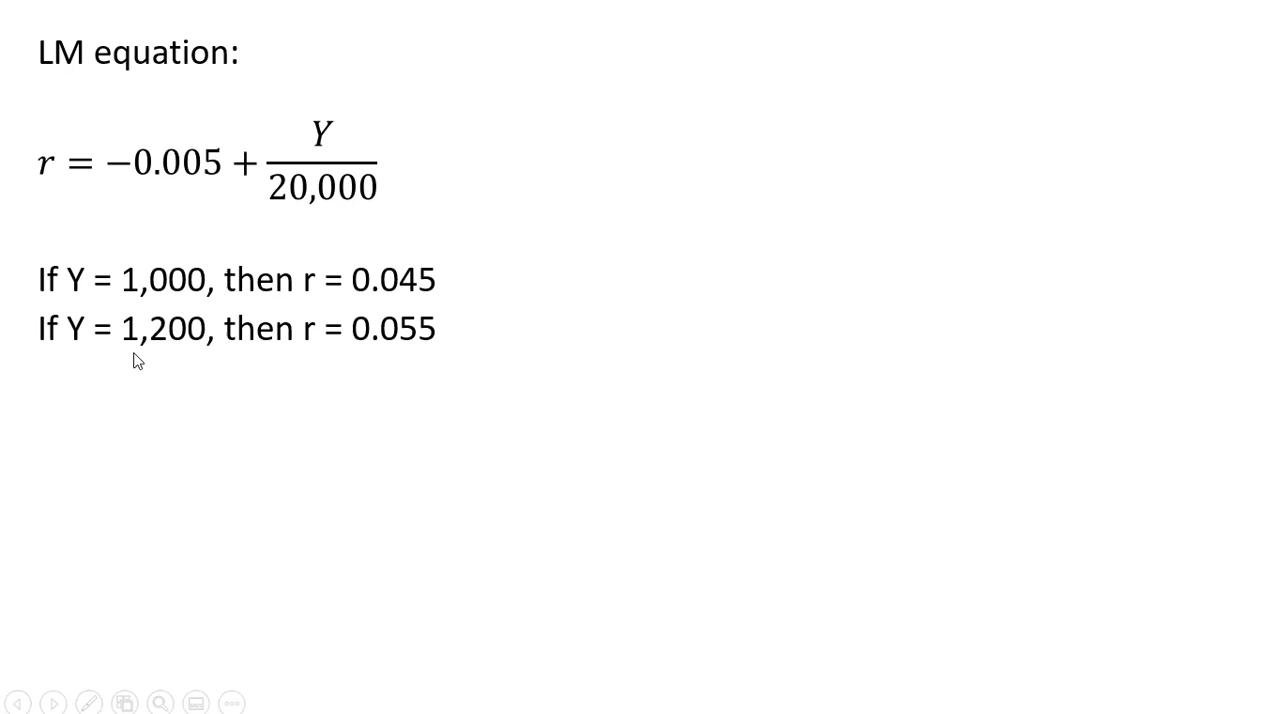 LM equation:
r = −0.005 + Y / 20,000
If Y = 1,000, then r = 0.045
If Y = 1,200, then r = 0.055